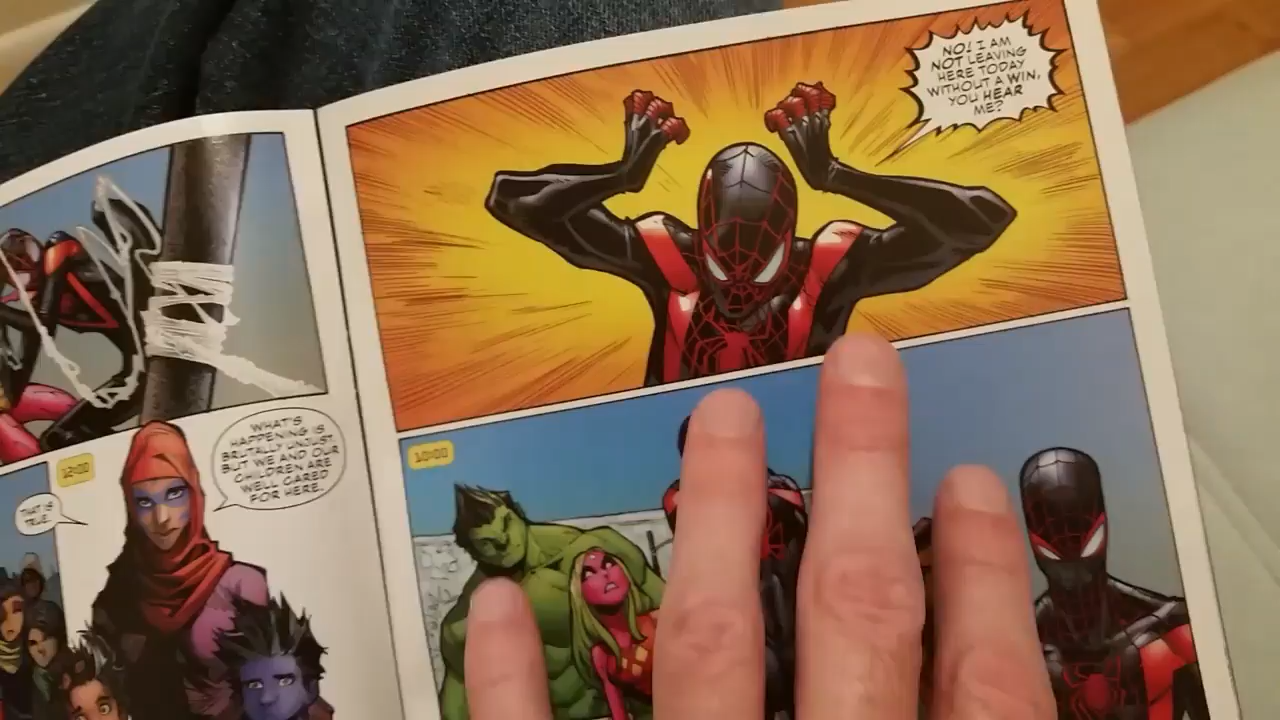 12:00
THAT IS
TRUE.
WHAT'S
HAPPENING IS
BRUTALLY UNJUST.
BUT WE AND OUR
CHILDREN ARE
WELL CARED
FOR HERE.
NO! I AM
NOT LEAVING
HERE TODAY
WITHOUT A WIN,
YOU HEAR
ME?
10:00